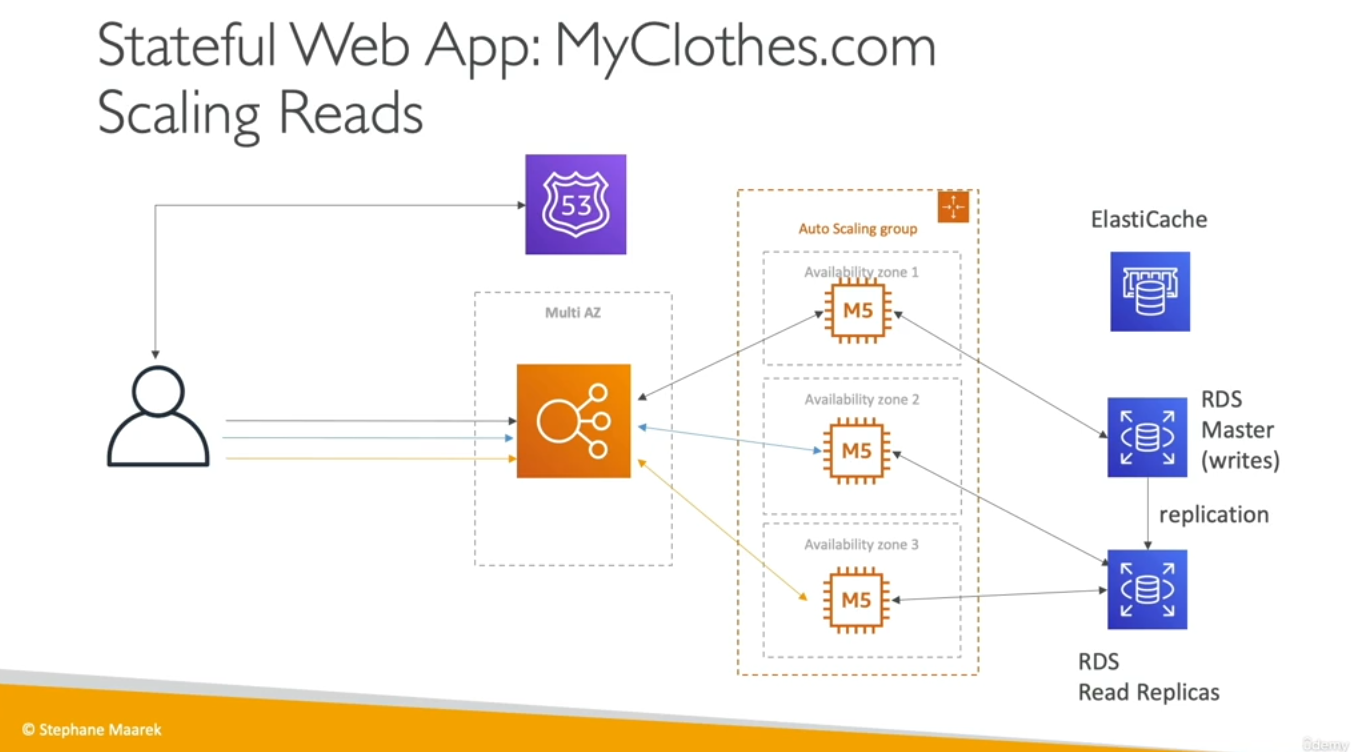 Stateful Web App: MyClothes.com
Scaling Reads
53
Auto Scaling group
ElastiCache
Availability zone 1
M5
Multi AZ
Availability zone 2
M5
RDS
Master
(writes)
replication
Availability zone 3
M5
RDS
Read Replicas
© Stephane Maarek
ûdemy